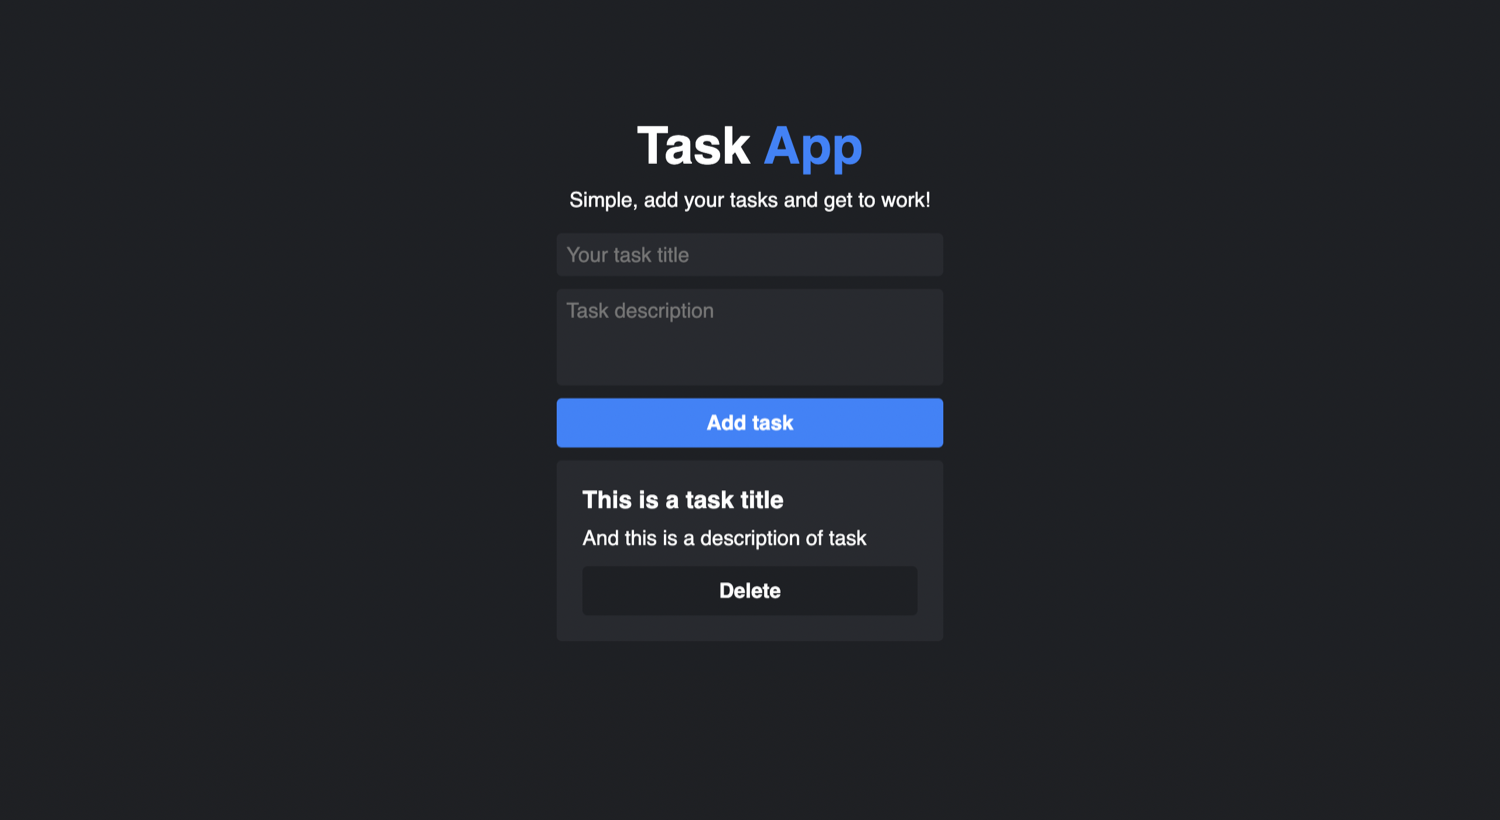 Task App
Simple, add your tasks and get to work!
Your task title
Task description
Add task
This is a task title
And this is a description of task
Delete